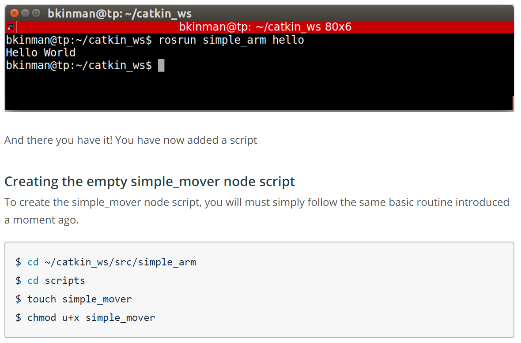 bkinman@tp: ~/catkin_ws
bkinman@tp: ~/catkin_ws 80x6
bkinman@tp:~/catkin_ws$ rosrun simple_arm hello
Hello World
bkinman@tp:~/catkin_ws$
And there you have it! You have now added a script
Creating the empty simple_mover node script
To create the simple_mover node script, you will must simply follow the same basic routine introduced
a moment ago.
$ cd ~/catkin_ws/src/simple_arm
$ cd scripts
$ touch simple_mover
$ chmod u+x simple_mover